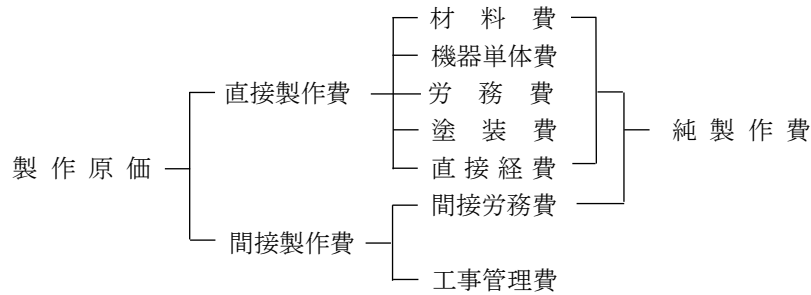 材料費
機器単体費
直接製作費 労務費
塗装費 純製作費
製作原価 直接経費
間接労務費
間接製作費
工事管理費